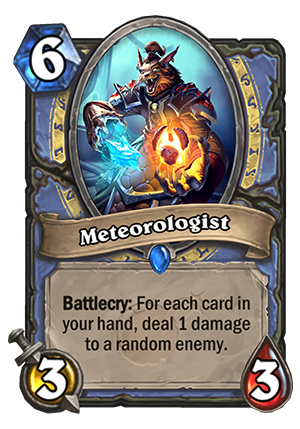 6
Meteorologist
Battlecry: For each card in
your hand, deal 1 damage
to a random enemy.
3
3